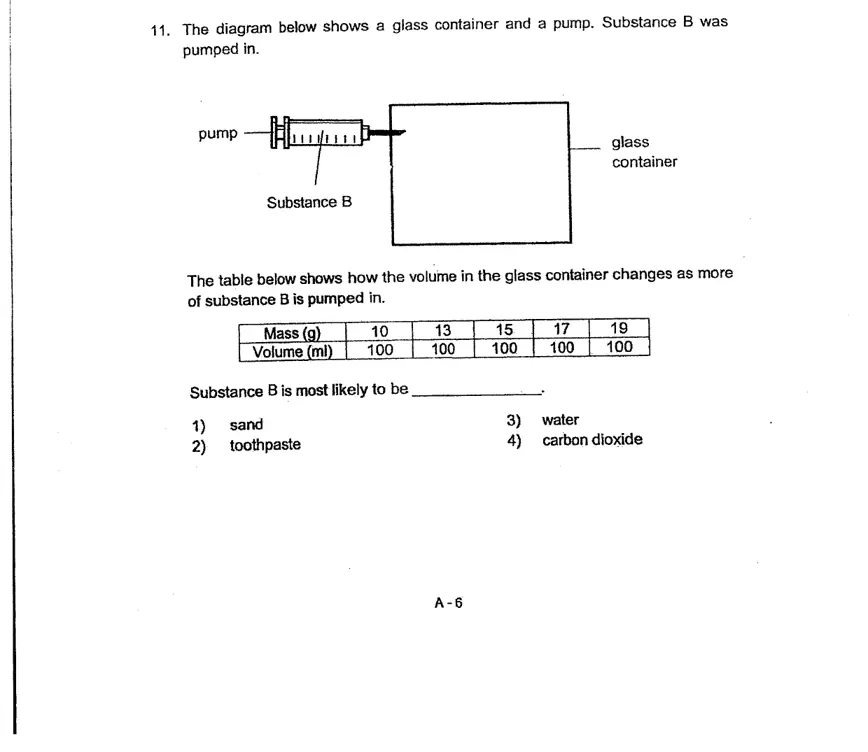 11. The diagram below shows a glass container and a pump. Substance B was
pumped in.
pump
glass
container
Substance B
The table below shows how the volume in the glass container changes as more
of substance B is pumped in.
Mass (g) 10 13 15 17 19
Volume (ml) 100 100 100 100 100
Substance B is most likely to be ____________.
1) sand
2) toothpaste
3) water
4) carbon dioxide
A - 6